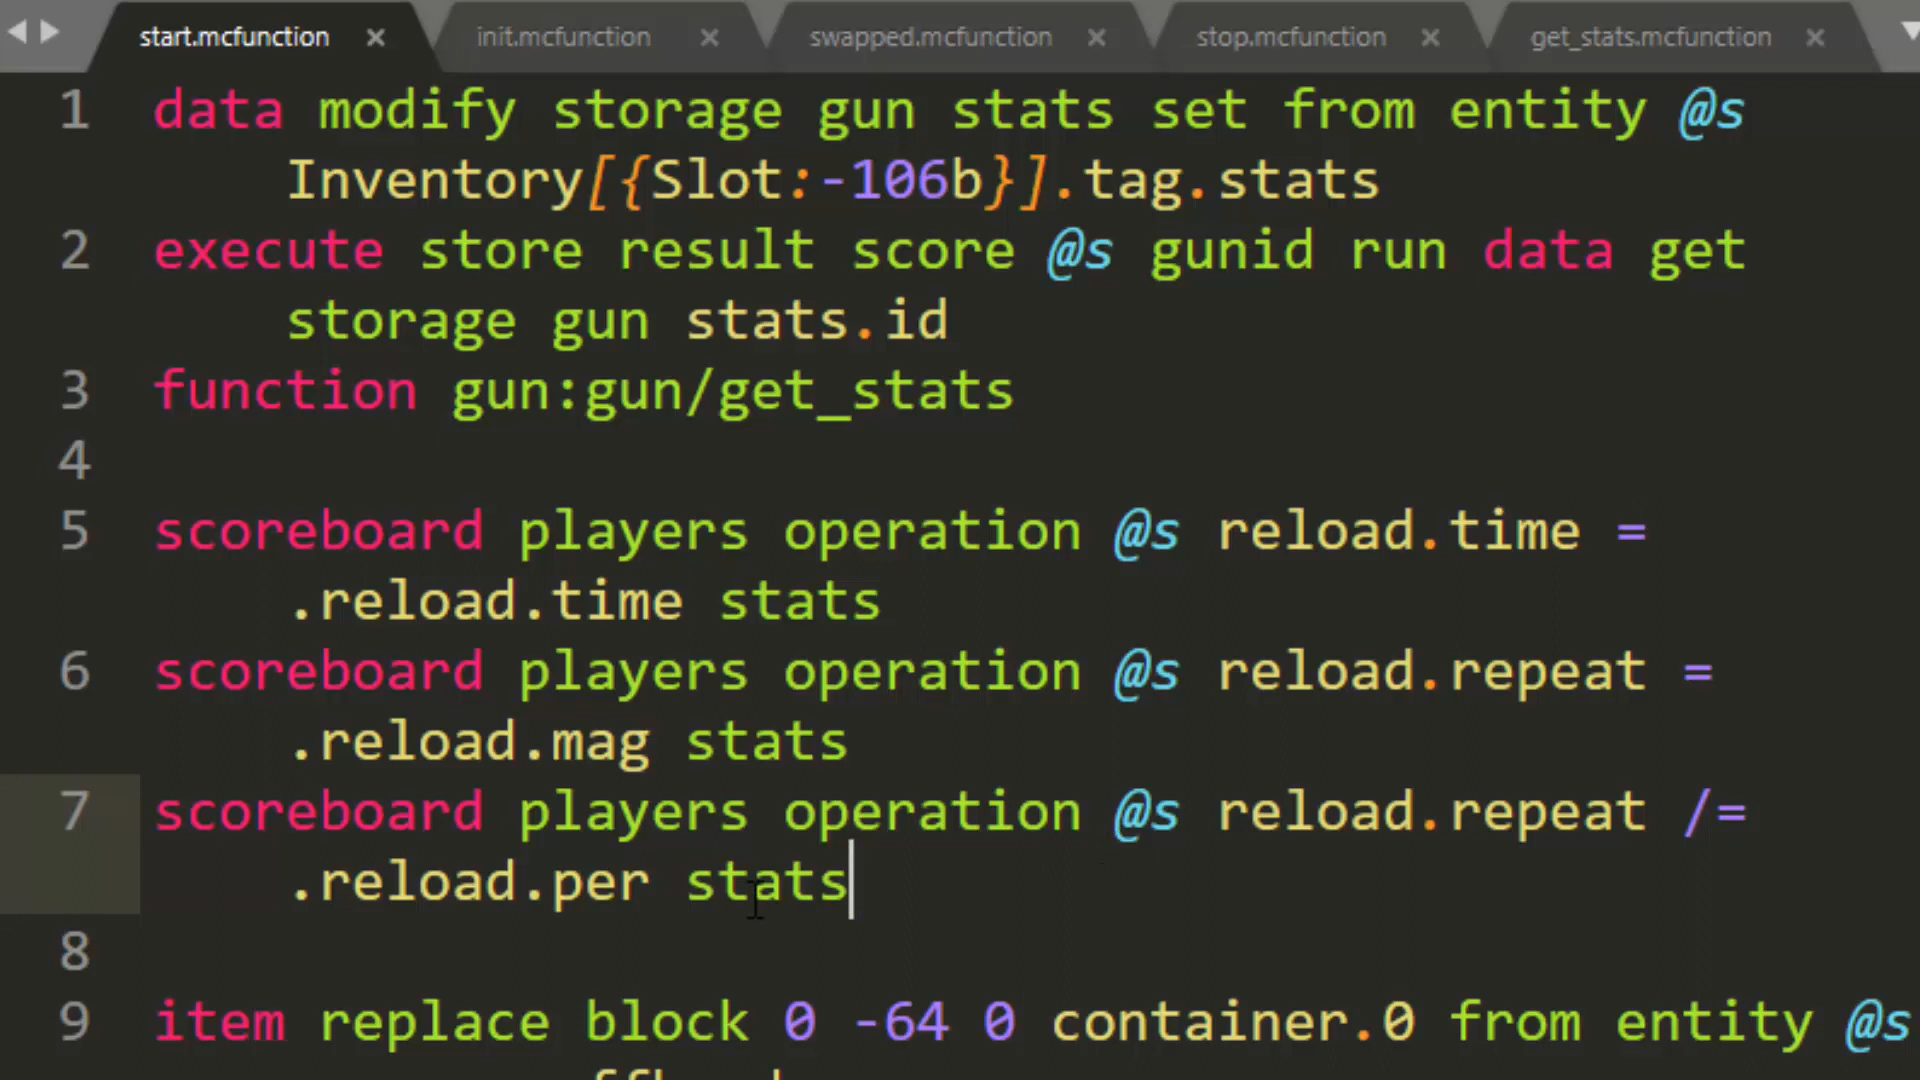 start.mcfunction × init.mcfunction × swapped.mcfunction × stop.mcfunction × get_stats.mcfunction ×
1 data modify storage gun stats set from entity @s
Inventory[{Slot:-106b}].tag.stats
2 execute store result score @s gunid run data get
storage gun stats.id
3 function gun:gun/get_stats
4
5 scoreboard players operation @s reload.time =
.reload.time stats
6 scoreboard players operation @s reload.repeat =
.reload.mag stats
7 scoreboard players operation @s reload.repeat /=
.reload.per stats
8
9 item replace block 0 -64 0 container.0 from entity @s